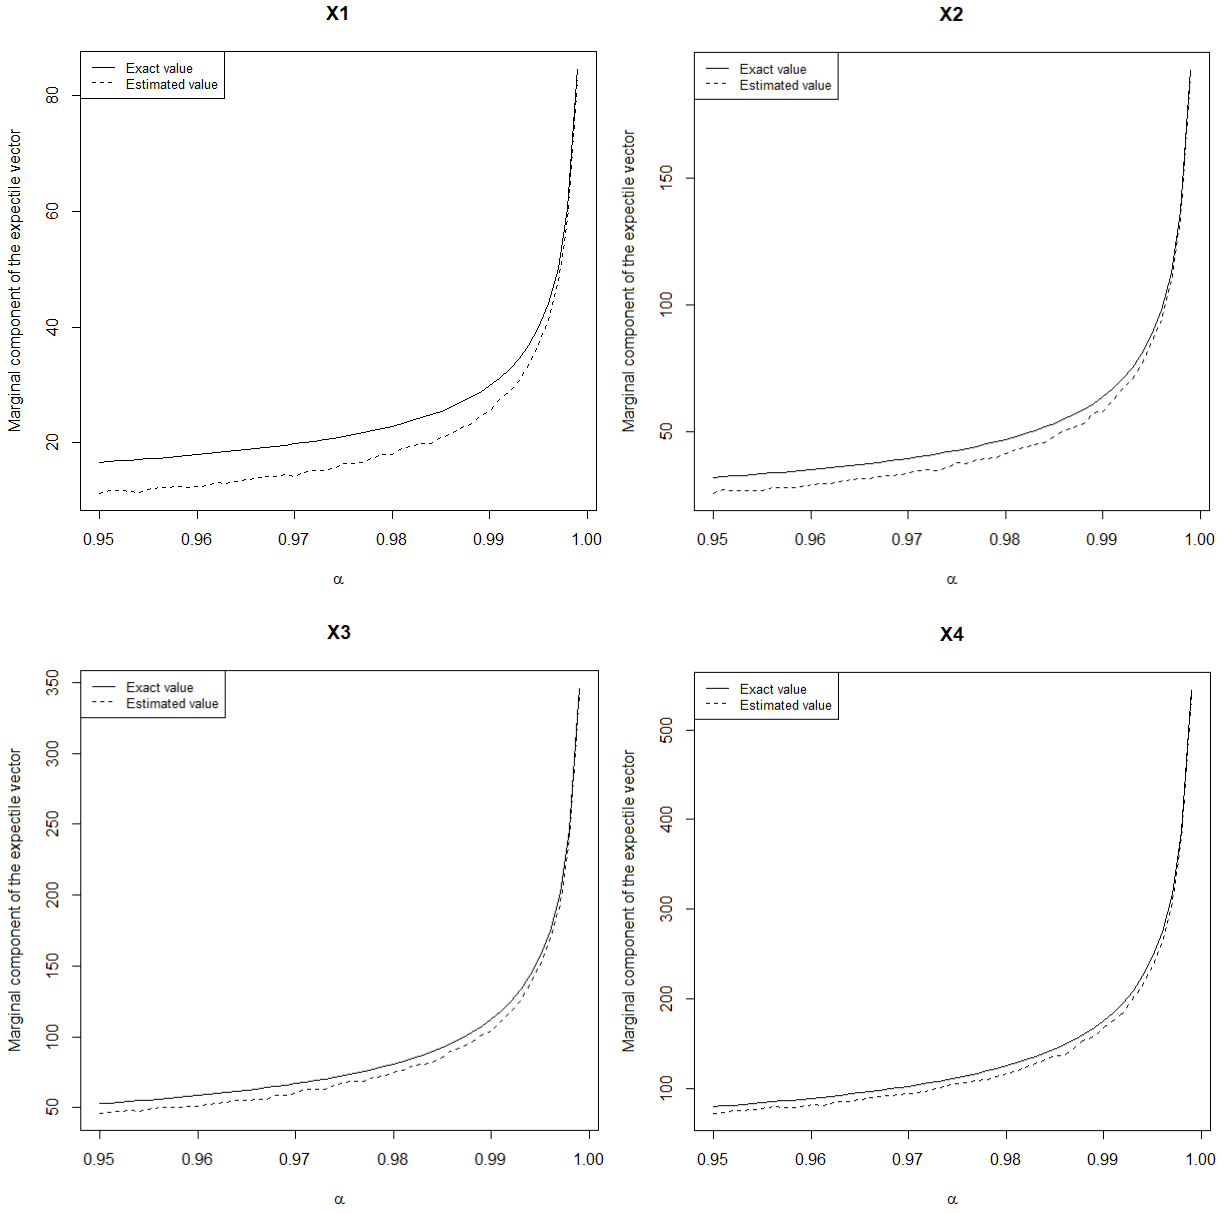 X1
Exact value
Estimated value
Marginal component of the expectile vector
20
40
60
80
0.95
0.96
0.97
0.98
0.99
1.00
α
X2
Exact value
Estimated value
Marginal component of the expectile vector
50
100
150
0.95
0.96
0.97
0.98
0.99
1.00
α
X3
Exact value
Estimated value
Marginal component of the expectile vector
50
100
150
200
250
300
350
0.95
0.96
0.97
0.98
0.99
1.00
α
X4
Exact value
Estimated value
Marginal component of the expectile vector
100
200
300
400
500
0.95
0.96
0.97
0.98
0.99
1.00
α